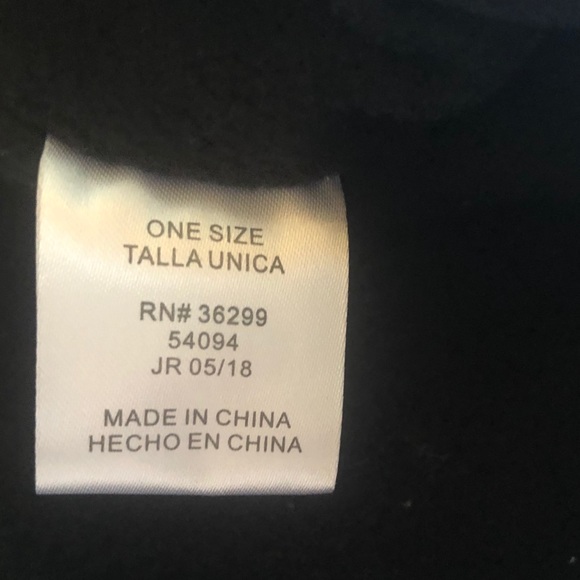 ONE SIZE
TALLA UNICA
RN# 36299
54094
JR 05/18
MADE IN CHINA
HECHO EN CHINA